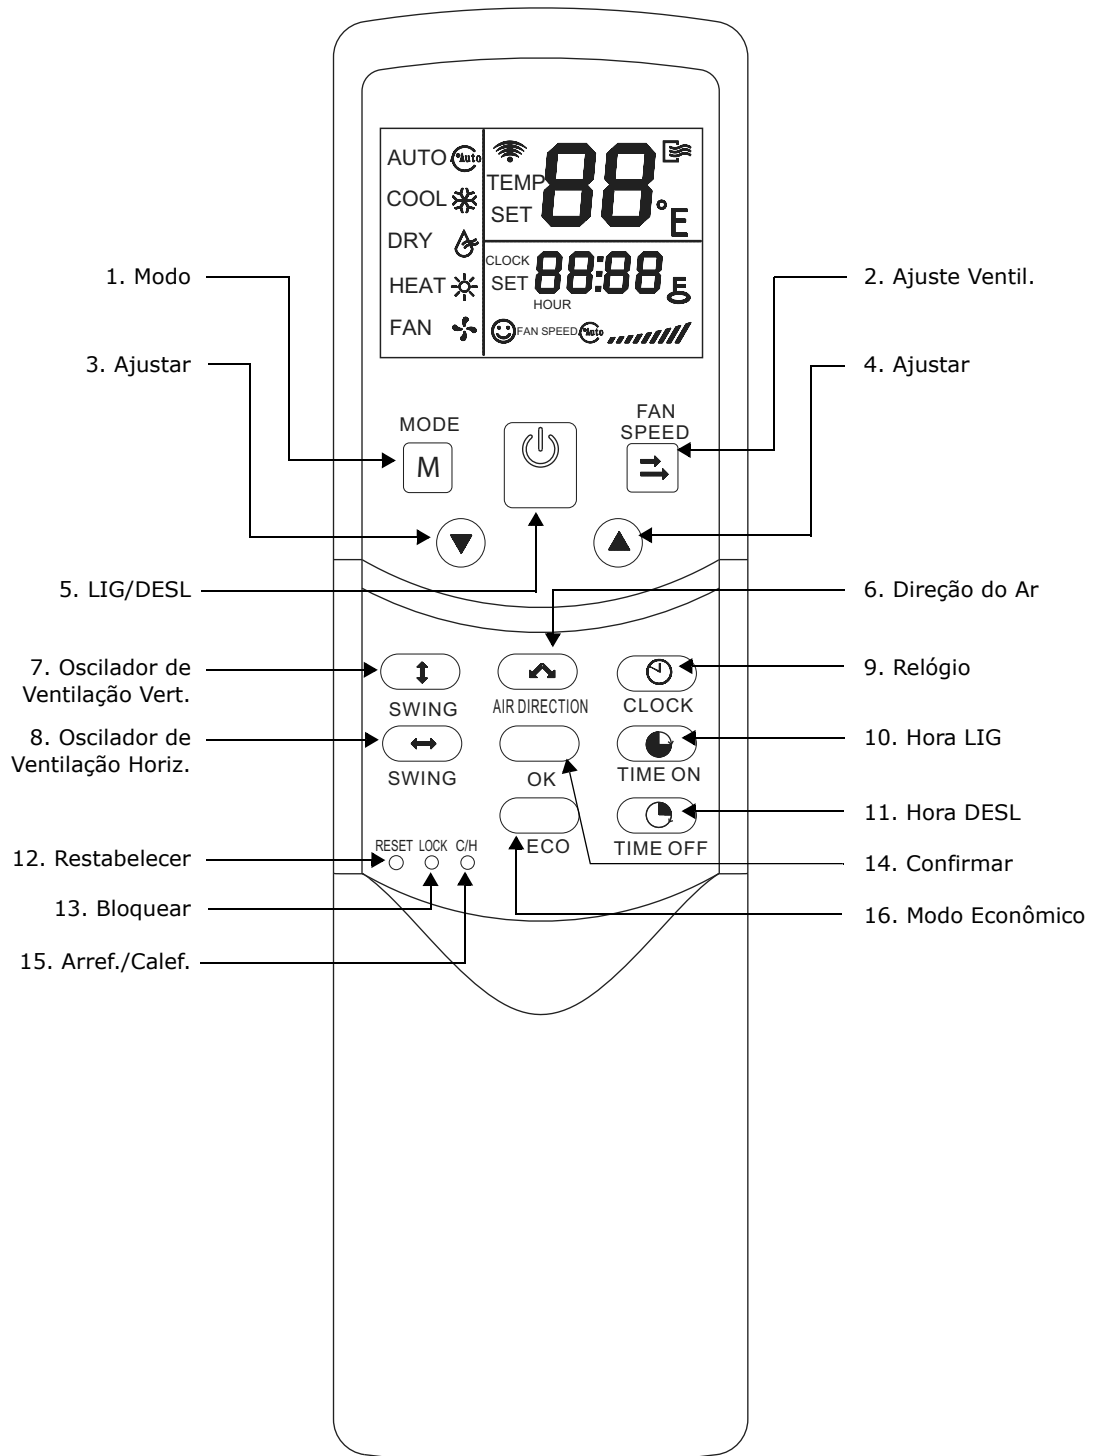 AUTO Auto
COOL
DRY
HEAT
FAN
TEMP
SET
88
°E
CLOCK
SET
88:88
HOUR
FAN SPEED Auto
1. Modo
2. Ajuste Ventil.
3. Ajustar
4. Ajustar
MODE
M
FAN
SPEED
5. LIG/DESL
6. Direção do Ar
7. Oscilador de
Ventilação Vert.
9. Relógio
SWING
AIR DIRECTION
CLOCK
8. Oscilador de
Ventilação Horiz.
10. Hora LIG
SWING
OK
TIME ON
11. Hora DESL
RESET LOCK C/H
ECO
TIME OFF
12. Restabelecer
14. Confirmar
13. Bloquear
16. Modo Econômico
15. Arref./Calef.